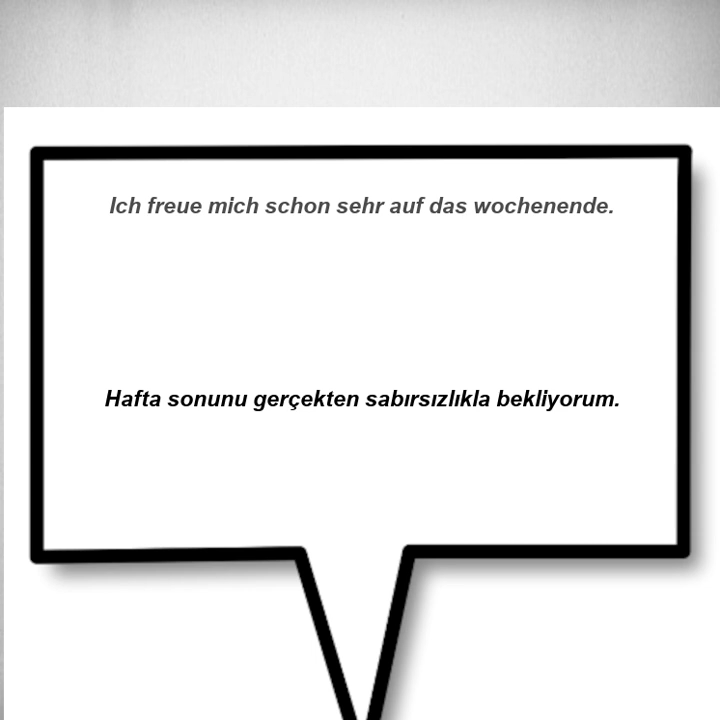 Ich freue mich schon sehr auf das wochenende.
Hafta sonunu gerçekten sabırsızlıkla bekliyorum.